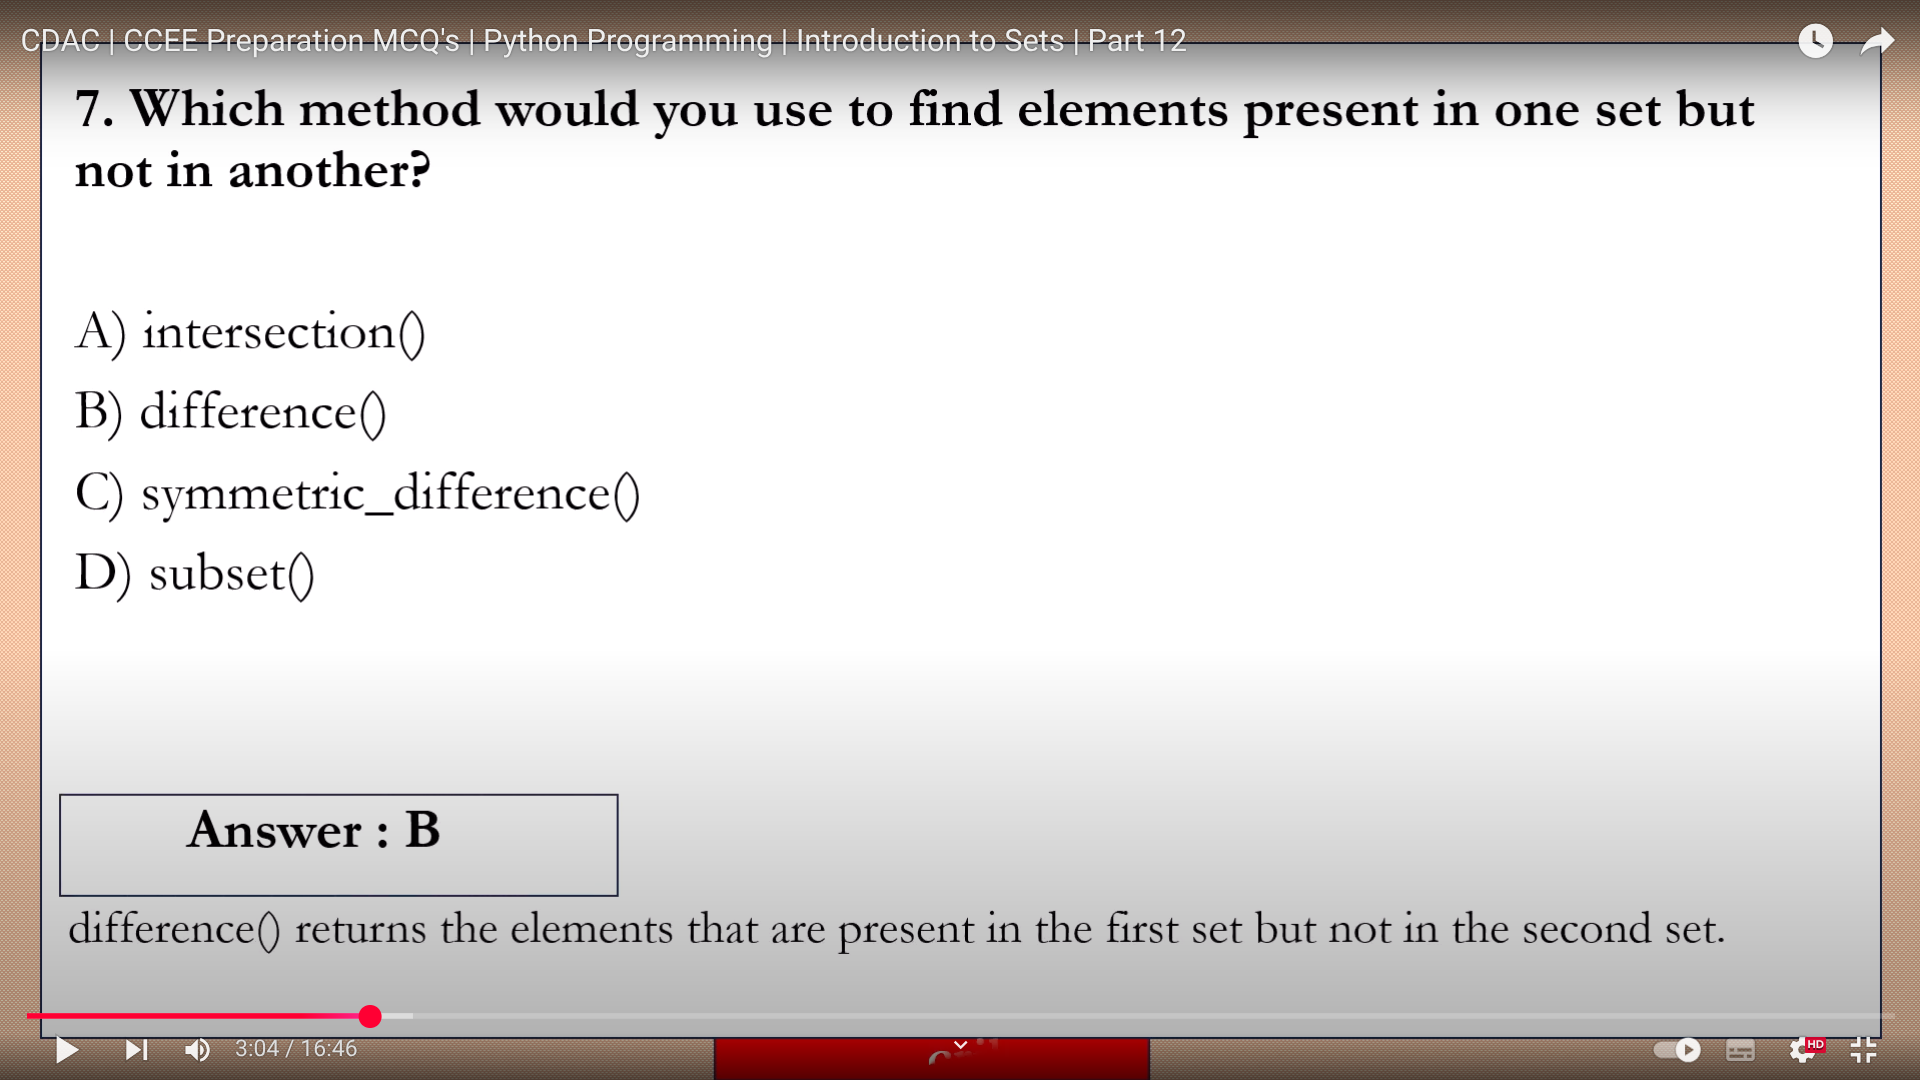 CDAC | CCEE Preparation MCQ's | Python Programming | Introduction to Sets | Part 12
7. Which method would you use to find elements present in one set but
not in another?
A) intersection()
B) difference()
C) symmetric_difference()
D) subset()
Answer : B
difference() returns the elements that are present in the first set but not in the second set.
3:04 / 16:46
HD